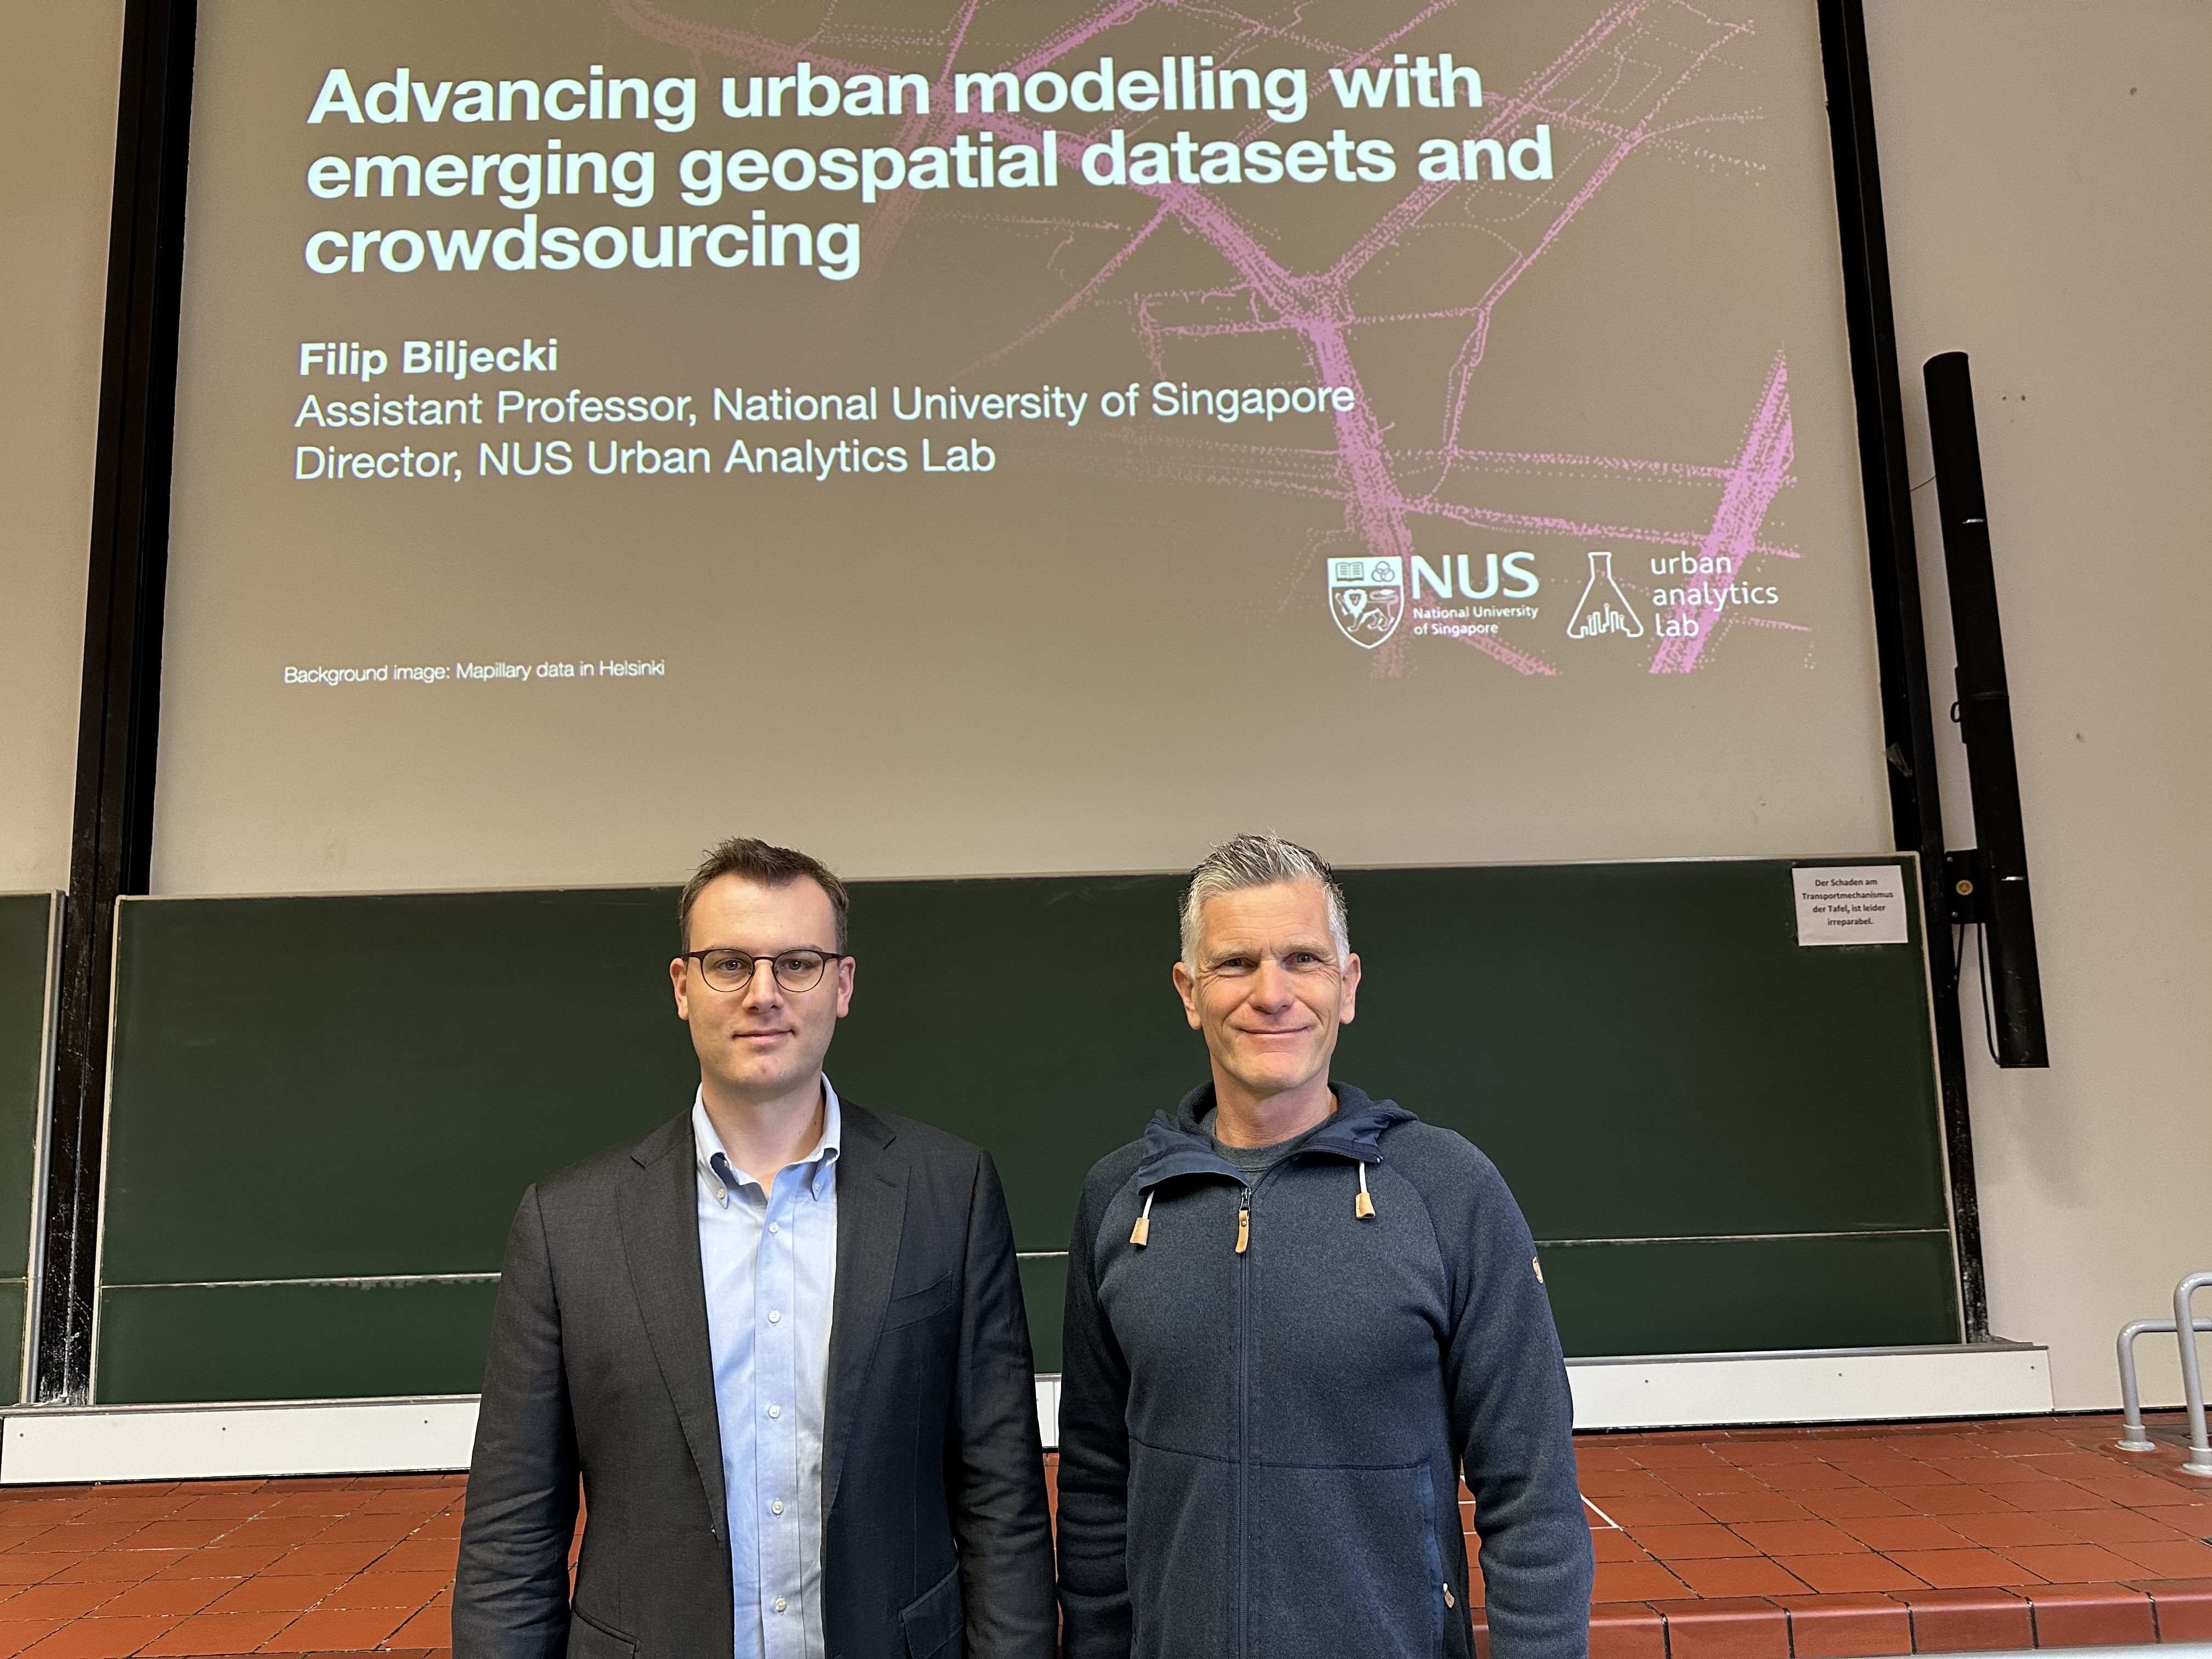 Advancing urban modelling with
emerging geospatial datasets and
crowdsourcing
Filip Biljecki
Assistant Professor, National University of Singapore
Director, NUS Urban Analytics Lab
NUS
National University
of Singapore
urban
analytics
lab
Background image: Mapillary data in Helsinki
Der Schaden am
Transportmechanismus
der Tafel, ist leider
irreparabel.